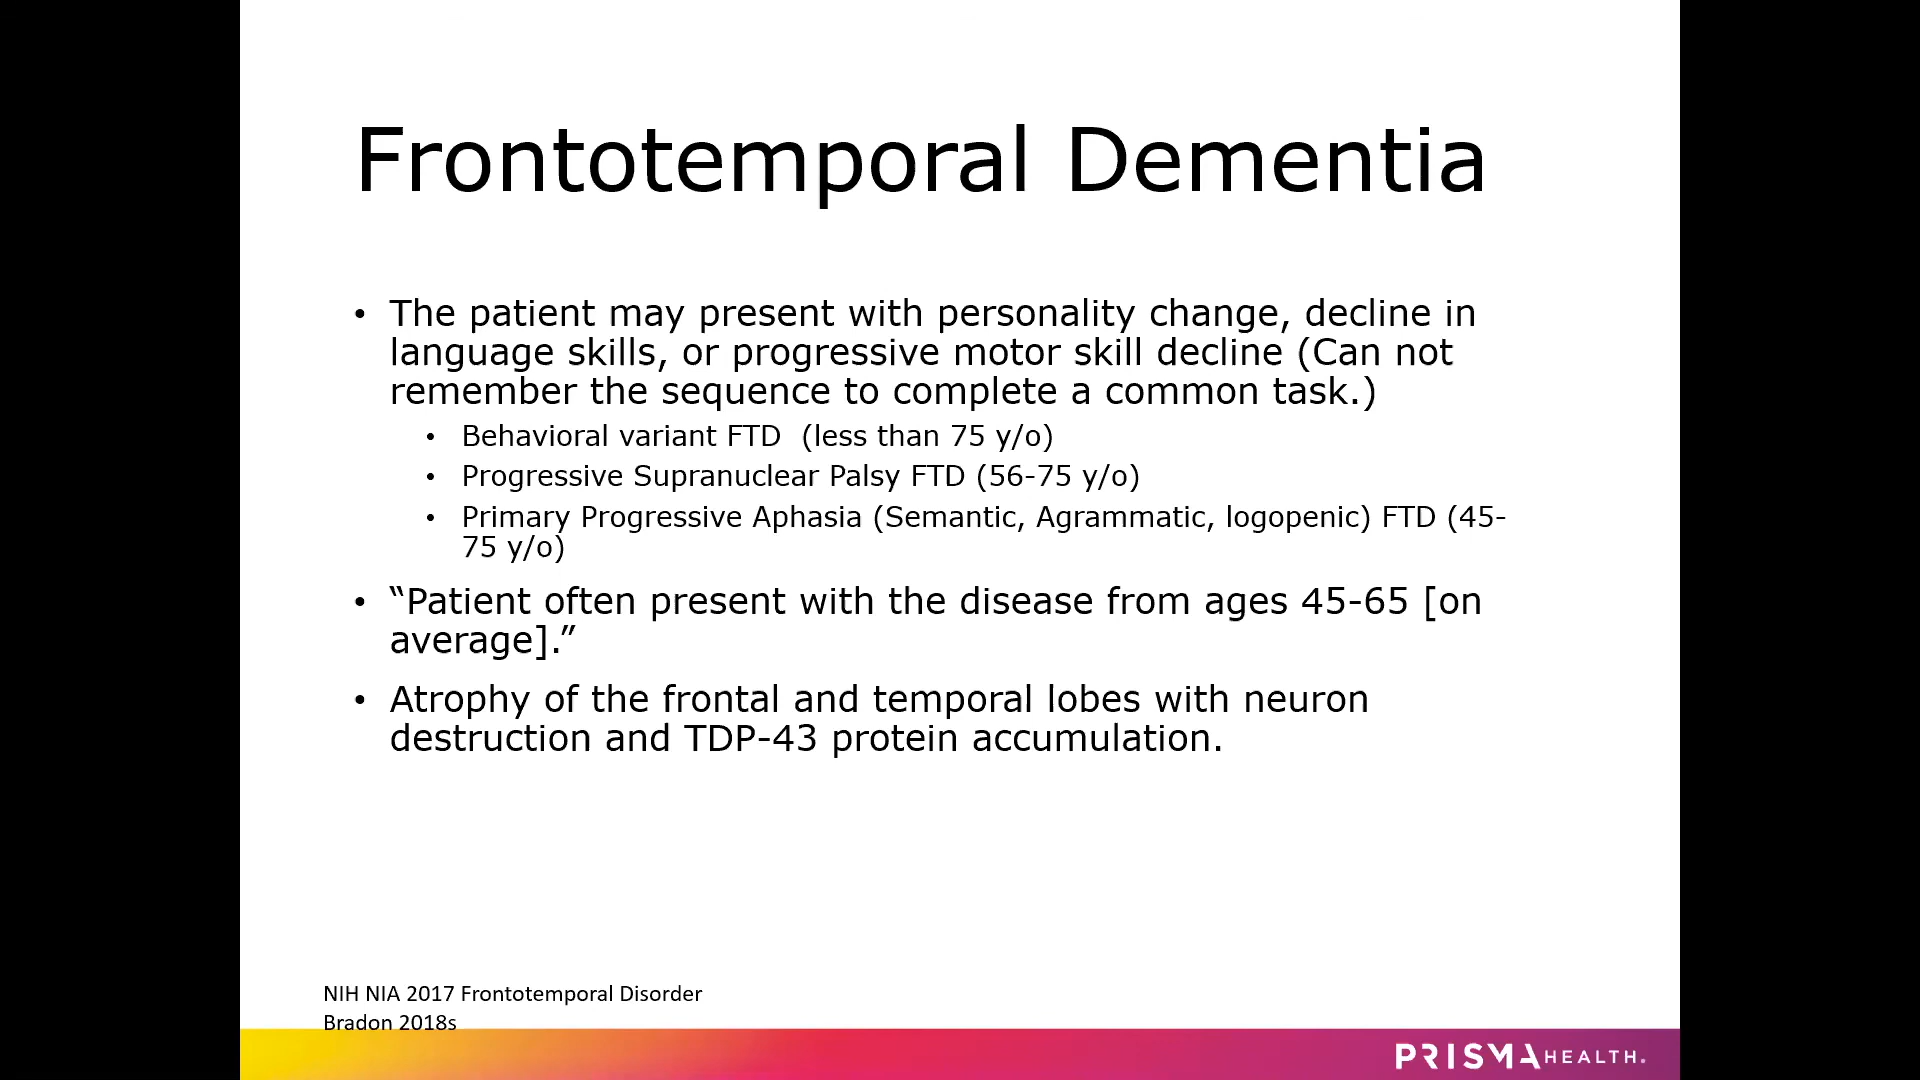 Frontotemporal Dementia
• The patient may present with personality change, decline in
language skills, or progressive motor skill decline (Can not
remember the sequence to complete a common task.)
• Behavioral variant FTD  (less than 75 y/o)
• Progressive Supranuclear Palsy FTD (56-75 y/o)
• Primary Progressive Aphasia (Semantic, Agrammatic, logopenic) FTD (45-
75 y/o)
• “Patient often present with the disease from ages 45-65 [on
average].”
• Atrophy of the frontal and temporal lobes with neuron
destruction and TDP-43 protein accumulation.
NIH NIA 2017 Frontotemporal Disorder
Bradon 2018s
PRISMA HEALTH.